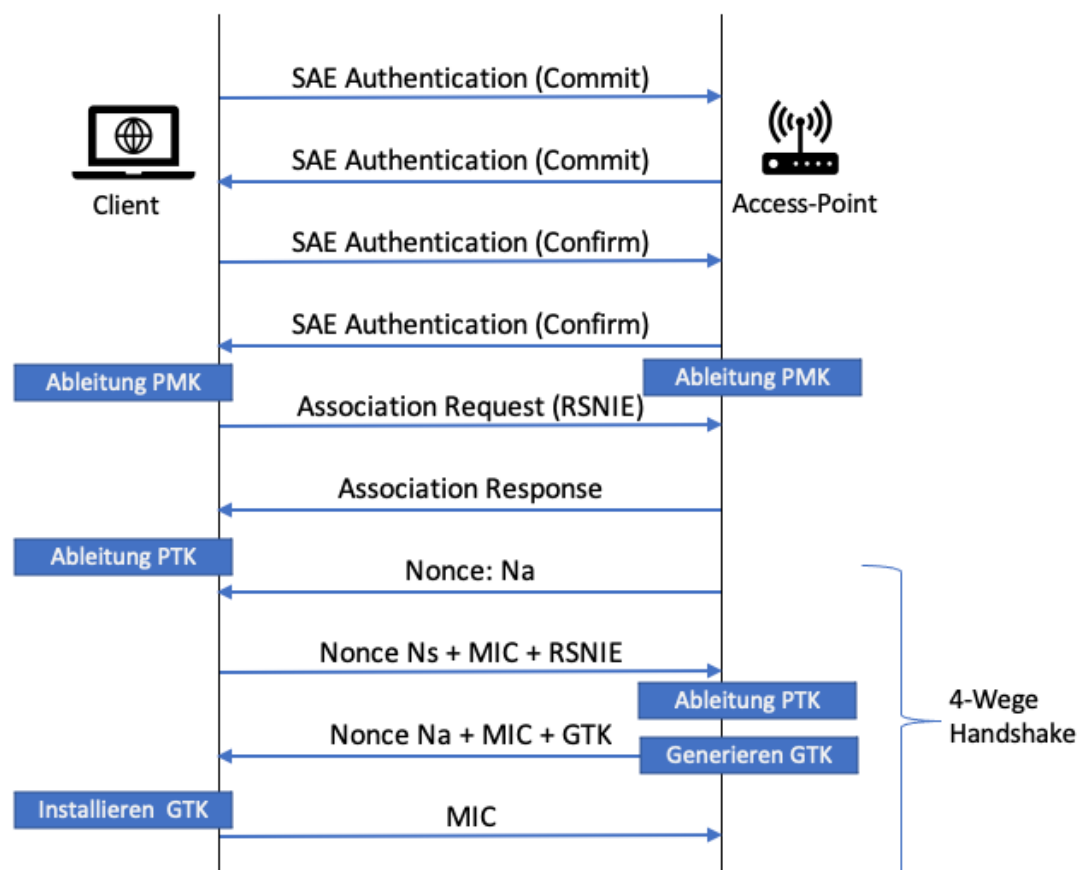 SAE Authentication (Commit)
SAE Authentication (Commit)
Client
Access-Point
SAE Authentication (Confirm)
SAE Authentication (Confirm)
Ableitung PMK
Ableitung PMK
Association Request (RSNIE)
Association Response
Ableitung PTK
Nonce: Na
Nonce Ns + MIC + RSNIE
Ableitung PTK
4-Wege
Handshake
Nonce Na + MIC + GTK
Generieren GTK
Installieren GTK
MIC